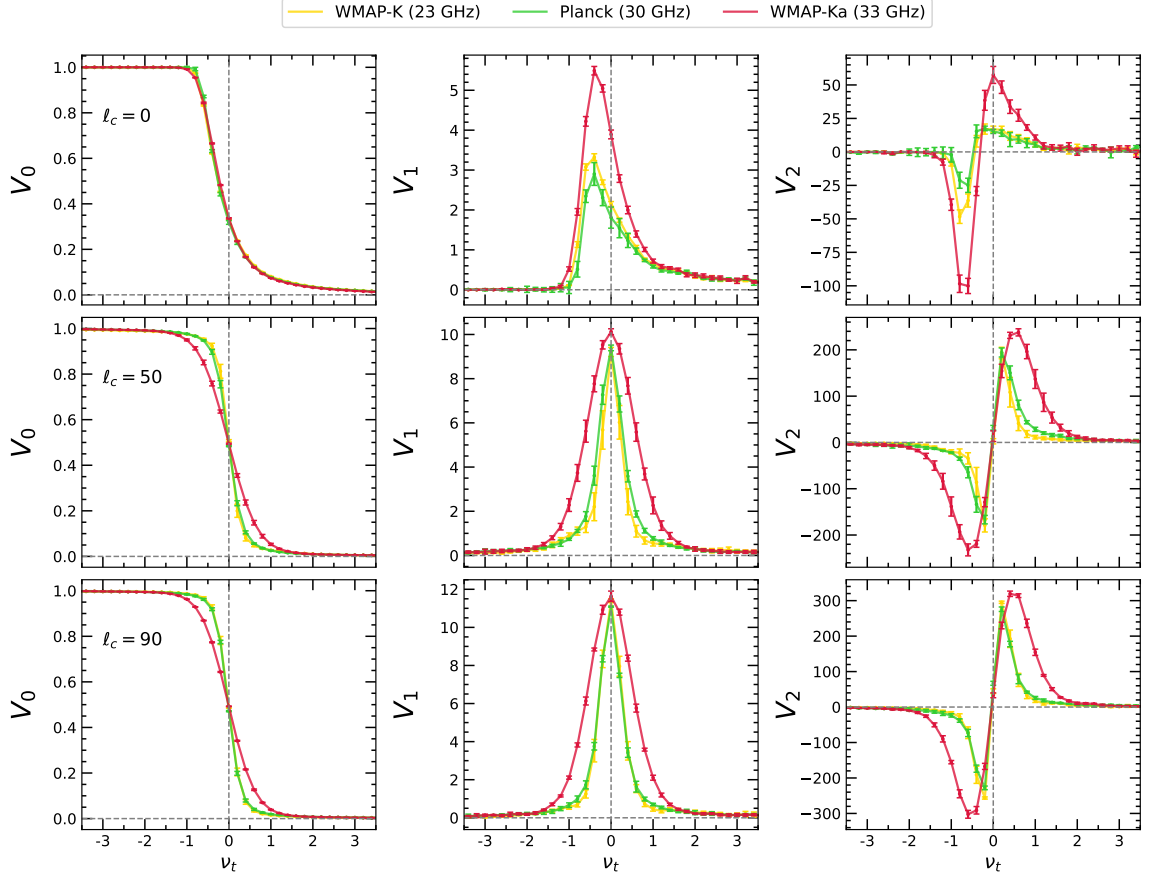 WMAP-K (23 GHz) Planck (30 GHz) WMAP-Ka (33 GHz)
V₀ 1.0 0.8 0.6 0.4 0.2 0.0 ℓ_c = 0
V₁ 5 4 3 2 1 0
V₂ 50 25 0 −25 −50 −75 −100
V₀ 1.0 0.8 0.6 0.4 0.2 0.0 ℓ_c = 50
V₁ 10 8 6 4 2 0
V₂ 200 100 0 −100 −200
V₀ 1.0 0.8 0.6 0.4 0.2 0.0 ℓ_c = 90
V₁ 12 10 8 6 4 2 0
V₂ 300 200 100 0 −100 −200 −300
-3 -2 -1 0 1 2 3
ν_t
-3 -2 -1 0 1 2 3
ν_t
-3 -2 -1 0 1 2 3
ν_t